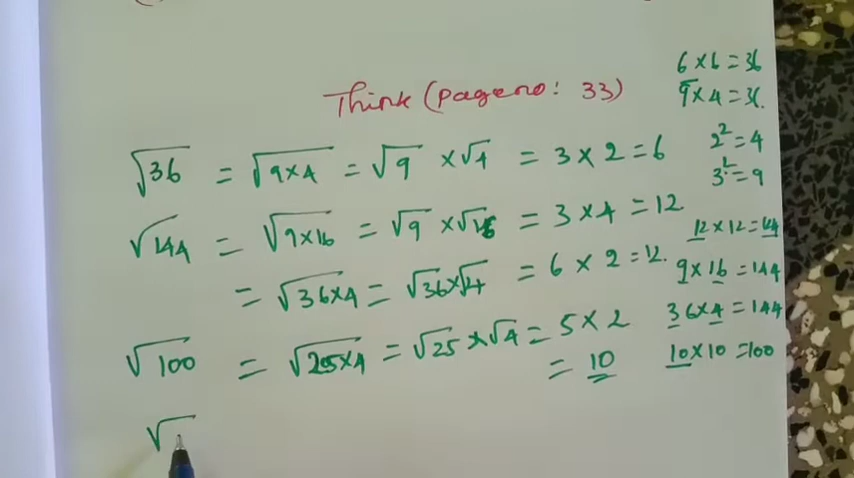 Think (Page no: 33)
√36 = √9×4 = √9 × √4 = 3 × 2 = 6
√144 = √9×16 = √9 × √16 = 3 × 4 = 12
= √36×4 = √36×√4 = 6 × 2 = 12.
√100 = √25×4 = √25 × √4 = 5 × 2
= 10
√
6 × 6 = 36
9 × 4 = 36.
2² = 4
3² = 9
12 × 12 = 144
9 × 16 = 144
36 × 4 = 144
10 × 10 = 100